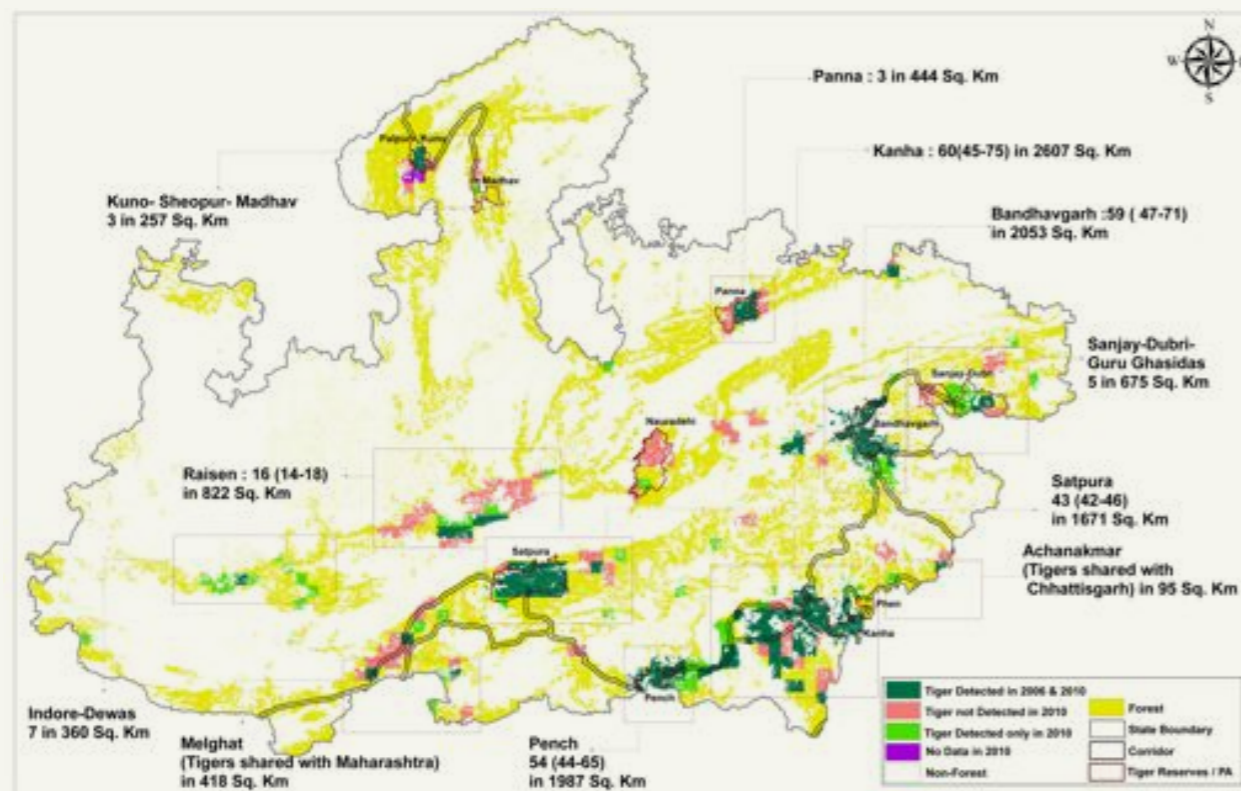 N
W
S
Panna : 3 in 444 Sq. Km
Kanha : 60(45-75) in 2607 Sq. Km
Palpur Kuno
Madhav
Kuno- Sheopur- Madhav
3 in 257 Sq. Km
Bandhavgarh :59 ( 47-71)
in 2053 Sq. Km
Panna
Sanjay-Dubri-
Guru Ghasidas
5 in 675 Sq. Km
Sanjay-Dubri
Nauradehi
Bandhavgarh
Raisen : 16 (14-18)
in 822 Sq. Km
Satpura
43 (42-46)
in 1671 Sq. Km
Satpura
Achanakmar
(Tigers shared with
Chhattisgarh) in 95 Sq. Km
Phen
Kanha
Pench
Indore-Dewas
7 in 360 Sq. Km
Melghat
(Tigers shared with Maharashtra)
in 418 Sq. Km
Pench
54 (44-65)
in 1987 Sq. Km
Tiger Detected in 2006 & 2010
Tiger not Detected in 2010
Tiger Detected only in 2010
No Data in 2010
Non-Forest
Forest
State Boundary
Corridor
Tiger Reserves / PA